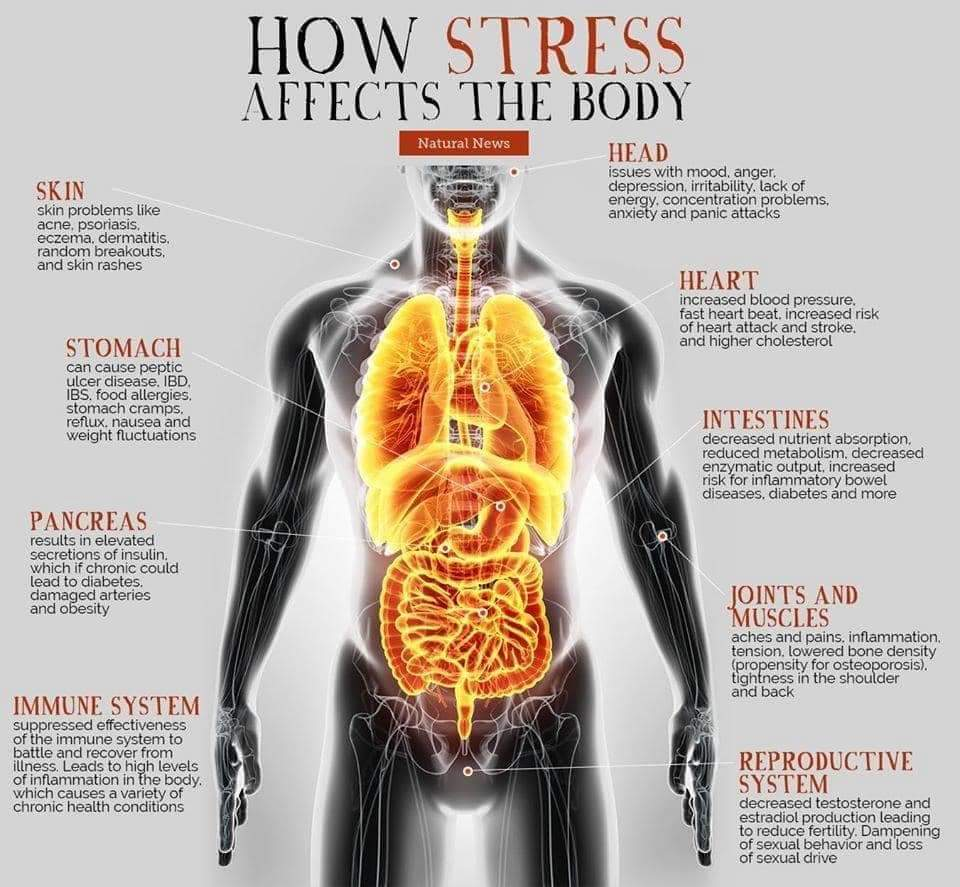 HOW STRESS
AFFECTS THE BODY
Natural News
HEAD
issues with mood, anger,
depression, irritability, lack of
energy, concentration problems,
anxiety and panic attacks
SKIN
skin problems like
acne, psoriasis,
eczema, dermatitis,
random breakouts,
and skin rashes
HEART
increased blood pressure,
fast heart beat, increased risk
of heart attack and stroke,
and higher cholesterol
STOMACH
can cause peptic
ulcer disease, IBD,
IBS, food allergies,
stomach cramps,
reflux, nausea and
weight fluctuations
INTESTINES
decreased nutrient absorption,
reduced metabolism, decreased
enzymatic output, increased
risk for inflammatory bowel
diseases, diabetes and more
PANCREAS
results in elevated
secretions of insulin,
which if chronic could
lead to diabetes,
damaged arteries
and obesity
JOINTS AND
MUSCLES
aches and pains, inflammation,
tension, lowered bone density
(propensity for osteoporosis),
tightness in the shoulder
and back
IMMUNE SYSTEM
suppressed effectiveness
of the immune system to
battle and recover from
illness. Leads to high levels
of inflammation in the body,
which causes a variety of
chronic health conditions
REPRODUCTIVE
SYSTEM
decreased testosterone and
estradiol production leading
to reduce fertility. Dampening
of sexual behavior and loss
of sexual drive